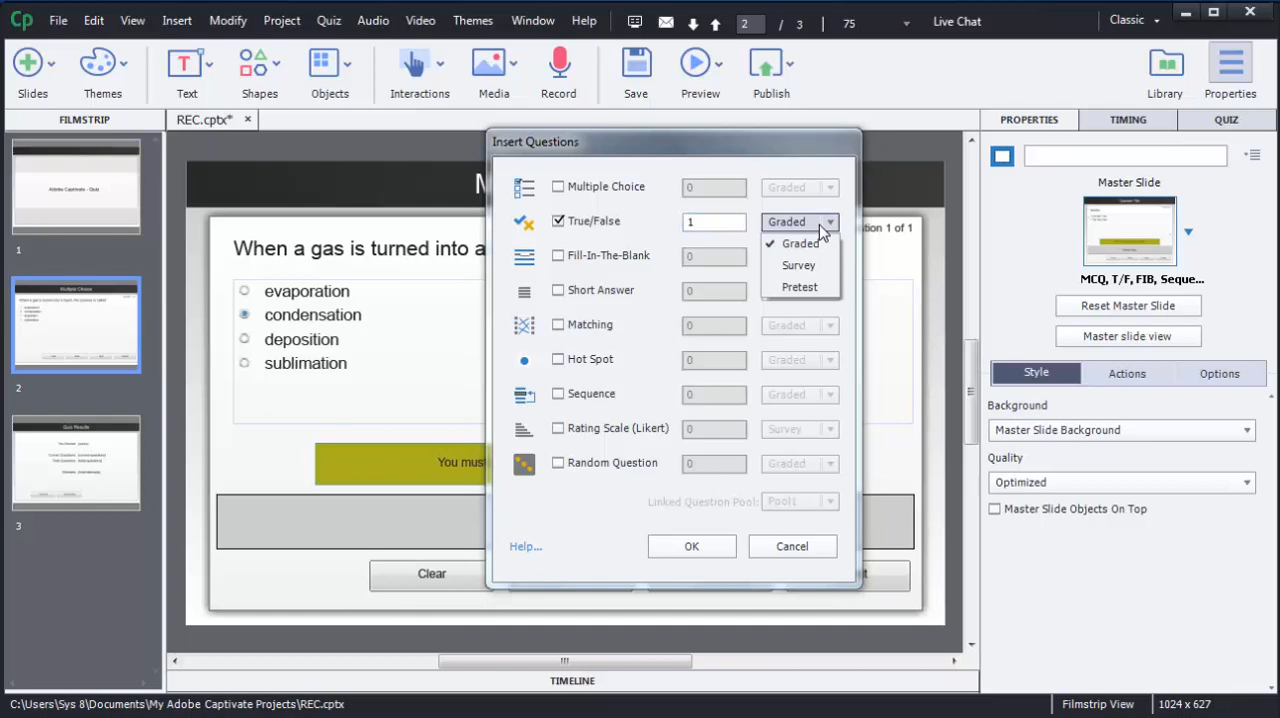 Cp File Edit View Insert Modify Project Quiz Audio Video Themes Window Help 2 / 3 75 Live Chat Classic
Slides Themes Text Shapes Objects Interactions Media Record Save Preview Publish Library Properties
FILMSTRIP
REC.cptx* ×
PROPERTIES TIMING QUIZ
Adobe Captivate - Quiz
1
Multiple Choice
2
Quiz Results
3
M
Question 1 of 1
When a gas is turned into a
evaporation
condensation
deposition
sublimation
You must
Clear
Insert Questions
Multiple Choice 0 Graded
True/False 1 Graded
Graded
Survey
Pretest
Fill-In-The-Blank 0
Short Answer 0
Matching 0 Graded
Hot Spot 0 Graded
Sequence 0 Graded
Rating Scale (Likert) 0 Survey
Random Question 0 Graded
Linked Question Pool: Pool1
Help... OK Cancel
Master Slide
MCQ, T/F, FIB, Seque...
Reset Master Slide
Master slide view
Style Actions Options
Background
Master Slide Background
Quality
Optimized
Master Slide Objects On Top
TIMELINE
C:\Users\Sys 8\Documents\My Adobe Captivate Projects\REC.cptx Filmstrip View 1024 x 627